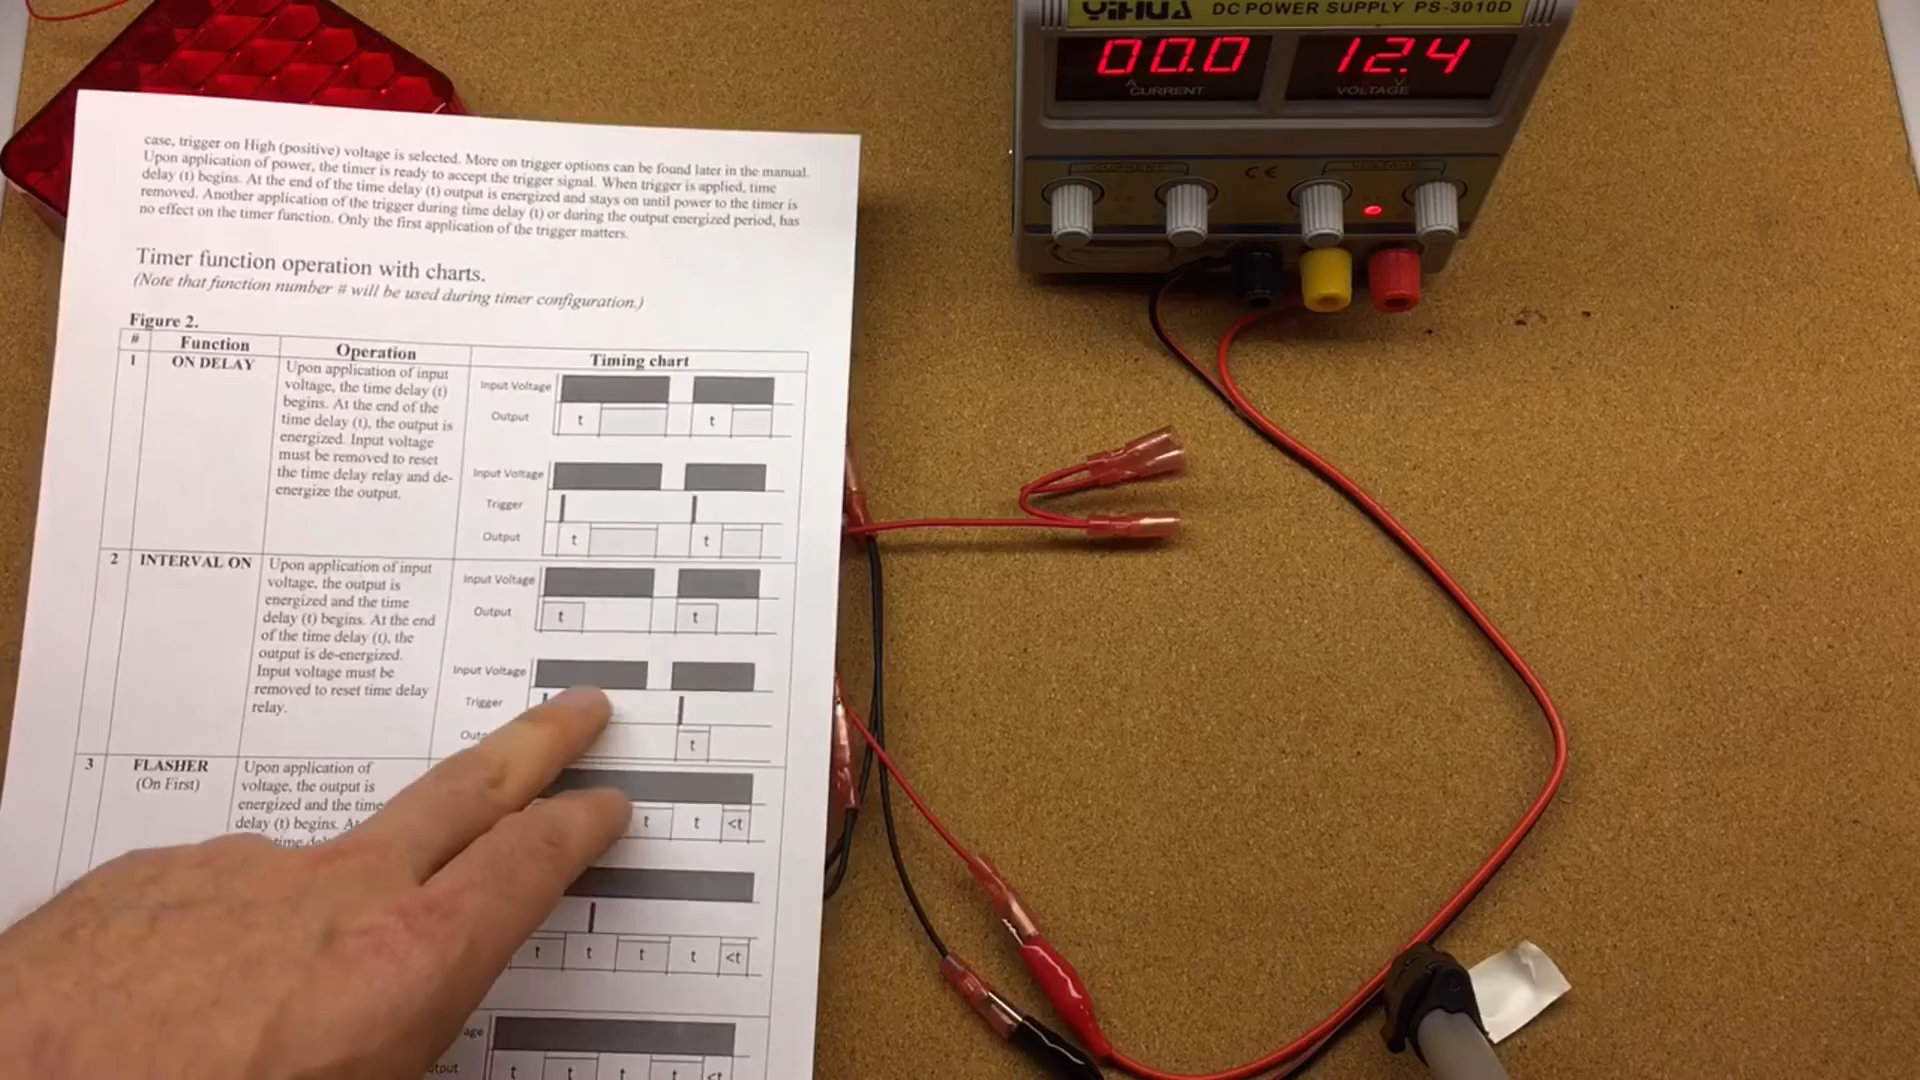 YIHUA DC POWER SUPPLY PS-3010D
00.0 12.4
A V
CURRENT VOLTAGE
CURRENT VOLTAGE
CE
case, trigger on High (positive) voltage is selected. More on trigger options can be found later in the manual.
Upon application of power, the timer is ready to accept the trigger signal. When trigger is applied, time
delay (t) begins. At the end of the time delay (t) output is energized and stays on until power to the timer is
removed. Another application of the trigger during time delay (t) or during the output energized period, has
no effect on the timer function. Only the first application of the trigger matters.
Timer function operation with charts.
(Note that function number # will be used during timer configuration.)
Figure 2.
# Function Operation Timing chart
1 ON DELAY
Upon application of input
voltage, the time delay (t)
begins. At the end of the
time delay (t), the output is
energized. Input voltage
must be removed to reset
the time delay relay and de-
energize the output.
Input Voltage
Output t t
Input Voltage
Trigger
Output t t
2 INTERVAL ON
Upon application of input
voltage, the output is
energized and the time
delay (t) begins. At the end
of the time delay (t), the
output is de-energized.
Input voltage must be
removed to reset time delay
relay.
Input Voltage
Output t t
Input Voltage
Trigger
Out t
3 FLASHER
(On First)
Upon application of
voltage, the output is
energized and the time
delay (t) begins. At
time
t t <t
t t t t <t
age
tput t t t t <t